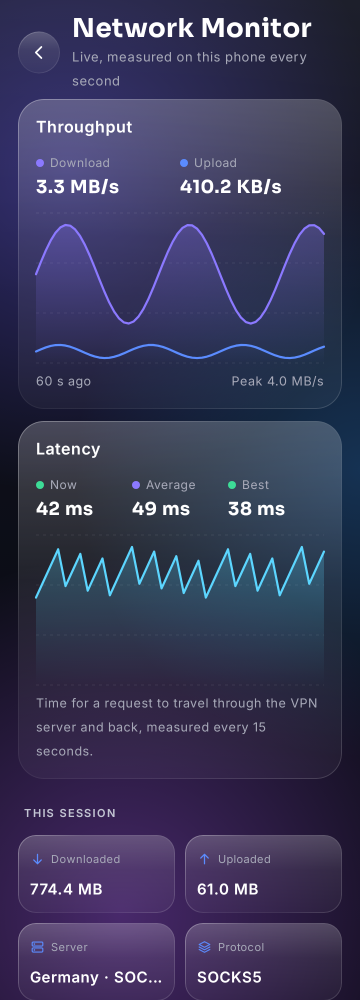 Network Monitor
Live, measured on this phone every
second
Throughput
Download
Upload
3.3 MB/s
410.2 KB/s
60 s ago
Peak 4.0 MB/s
Latency
Now
Average
Best
42 ms
49 ms
38 ms
Time for a request to travel through the VPN
server and back, measured every 15
seconds.
THIS SESSION
Downloaded
Uploaded
774.4 MB
61.0 MB
Server
Protocol
Germany · SOC...
SOCKS5